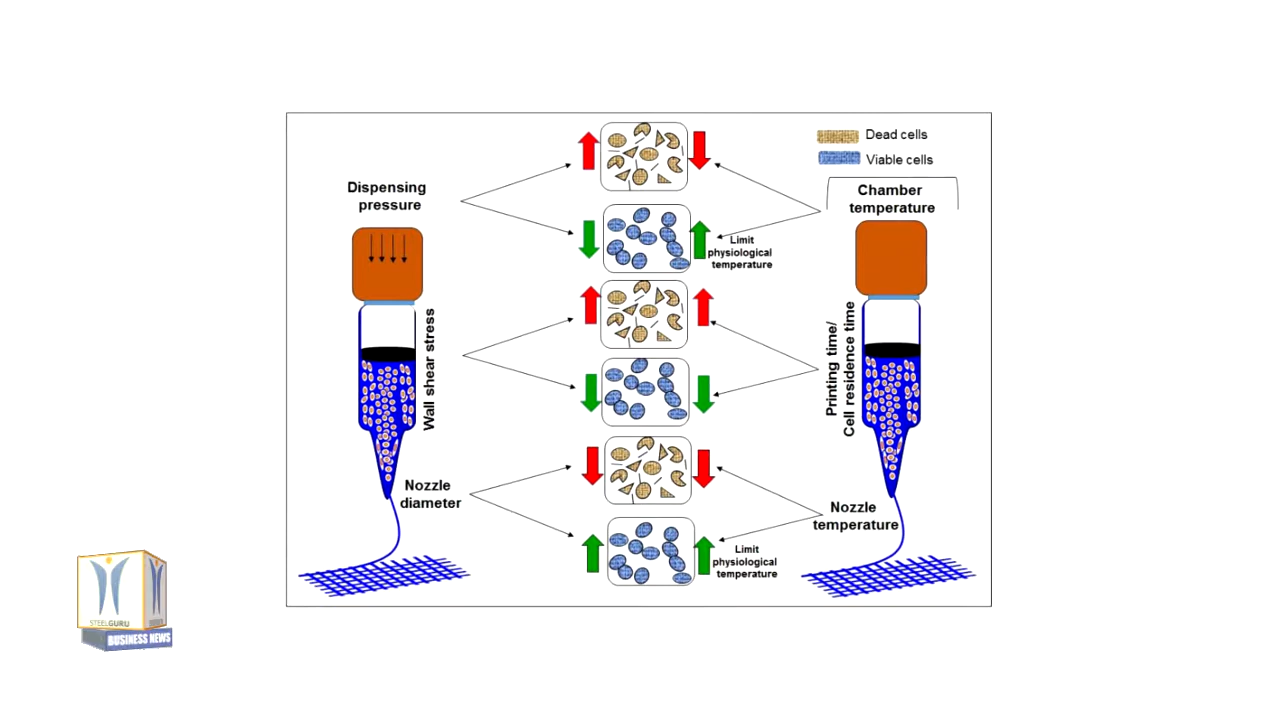 Dead cells
Viable cells
Dispensing
pressure
Chamber
temperature
Limit
physiological
temperature
Wall shear stress
Printing time/
Cell residence time
Nozzle
diameter
Nozzle
temperature
Limit
physiological
temperature
STEELGURU
BUSINESS NEWS